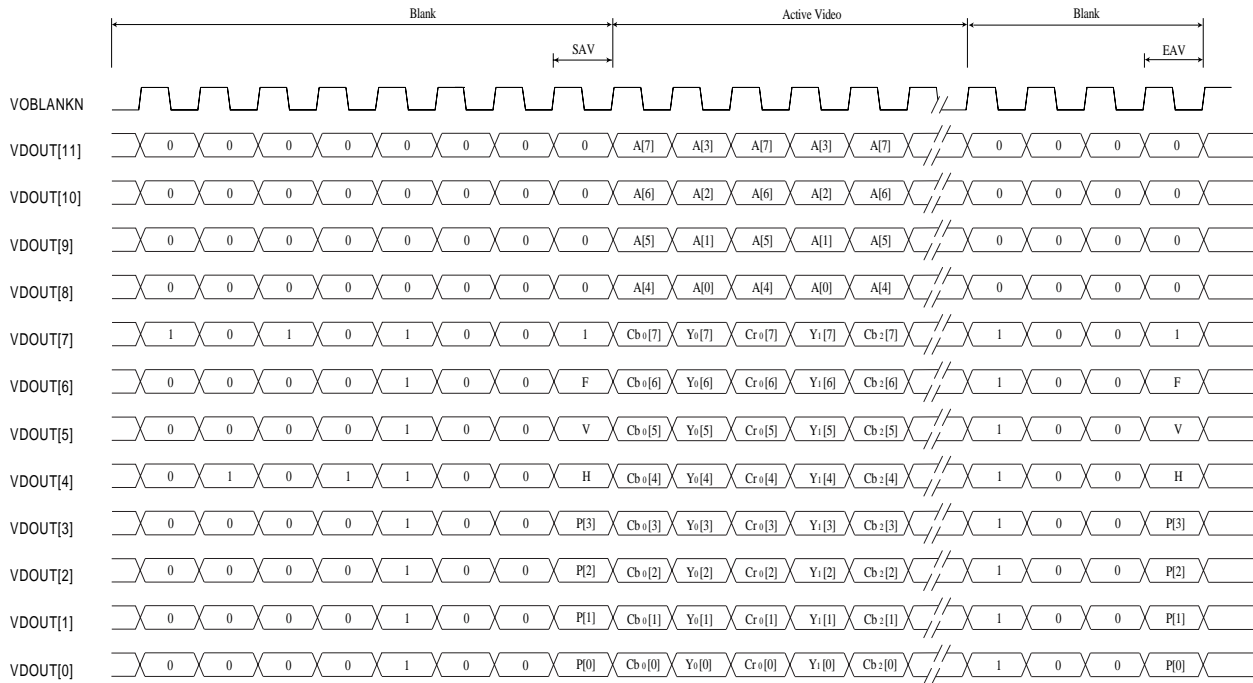 Blank Active Video Blank
SAV EAV
VOBLANKN
VDOUT[11] 0 0 0 0 0 0 0 0 A[7] A[3] A[7] A[3] A[7] 0 0 0 0
VDOUT[10] 0 0 0 0 0 0 0 0 A[6] A[2] A[6] A[2] A[6] 0 0 0 0
VDOUT[9] 0 0 0 0 0 0 0 0 A[5] A[1] A[5] A[1] A[5] 0 0 0 0
VDOUT[8] 0 0 0 0 0 0 0 0 A[4] A[0] A[4] A[0] A[4] 0 0 0 0
VDOUT[7] 1 0 1 0 1 0 0 1 Cb0[7] Y0[7] Cr0[7] Y1[7] Cb2[7] 1 0 0 1
VDOUT[6] 0 0 0 0 1 0 0 F Cb0[6] Y0[6] Cr0[6] Y1[6] Cb2[6] 1 0 0 F
VDOUT[5] 0 0 0 0 1 0 0 V Cb0[5] Y0[5] Cr0[5] Y1[5] Cb2[5] 1 0 0 V
VDOUT[4] 0 1 0 1 1 0 0 H Cb0[4] Y0[4] Cr0[4] Y1[4] Cb2[4] 1 0 0 H
VDOUT[3] 0 0 0 0 1 0 0 P[3] Cb0[3] Y0[3] Cr0[3] Y1[3] Cb2[3] 1 0 0 P[3]
VDOUT[2] 0 0 0 0 1 0 0 P[2] Cb0[2] Y0[2] Cr0[2] Y1[2] Cb2[2] 1 0 0 P[2]
VDOUT[1] 0 0 0 0 1 0 0 P[1] Cb0[1] Y0[1] Cr0[1] Y1[1] Cb2[1] 1 0 0 P[1]
VDOUT[0] 0 0 0 0 1 0 0 P[0] Cb0[0] Y0[0] Cr0[0] Y1[0] Cb2[0] 1 0 0 P[0]